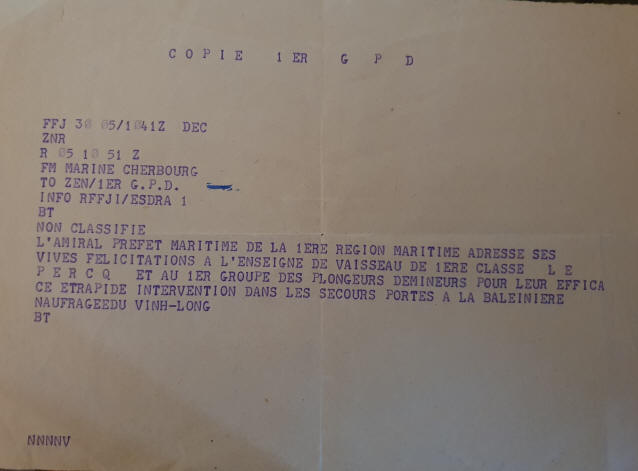 COPIE 1ER G P D
FFJ 30 05/1041Z DEC
ZNR
R 05 10 51 Z
FM MARINE CHERBOURG
TO ZEN/1ER G.P.D.
INFO RFFJI/ESDRA 1
BT
NON CLASSIFIE
L'AMIRAL PREFET MARITIME DE LA 1ERE REGION MARITIME ADRESSE SES
VIVES FELICITATIONS A L'ENSEIGNE DE VAISSEAU DE 1ERE CLASSE L E
P E R C Q ET AU 1ER GROUPE DES PLONGEURS DEMINEURS POUR LEUR EFFICA
CE ETRAPIDE INTERVENTION DANS LES SECOURS PORTES A LA BALEINIERE
NAUFRAGEEDU VINH-LONG
BT
NNNNV